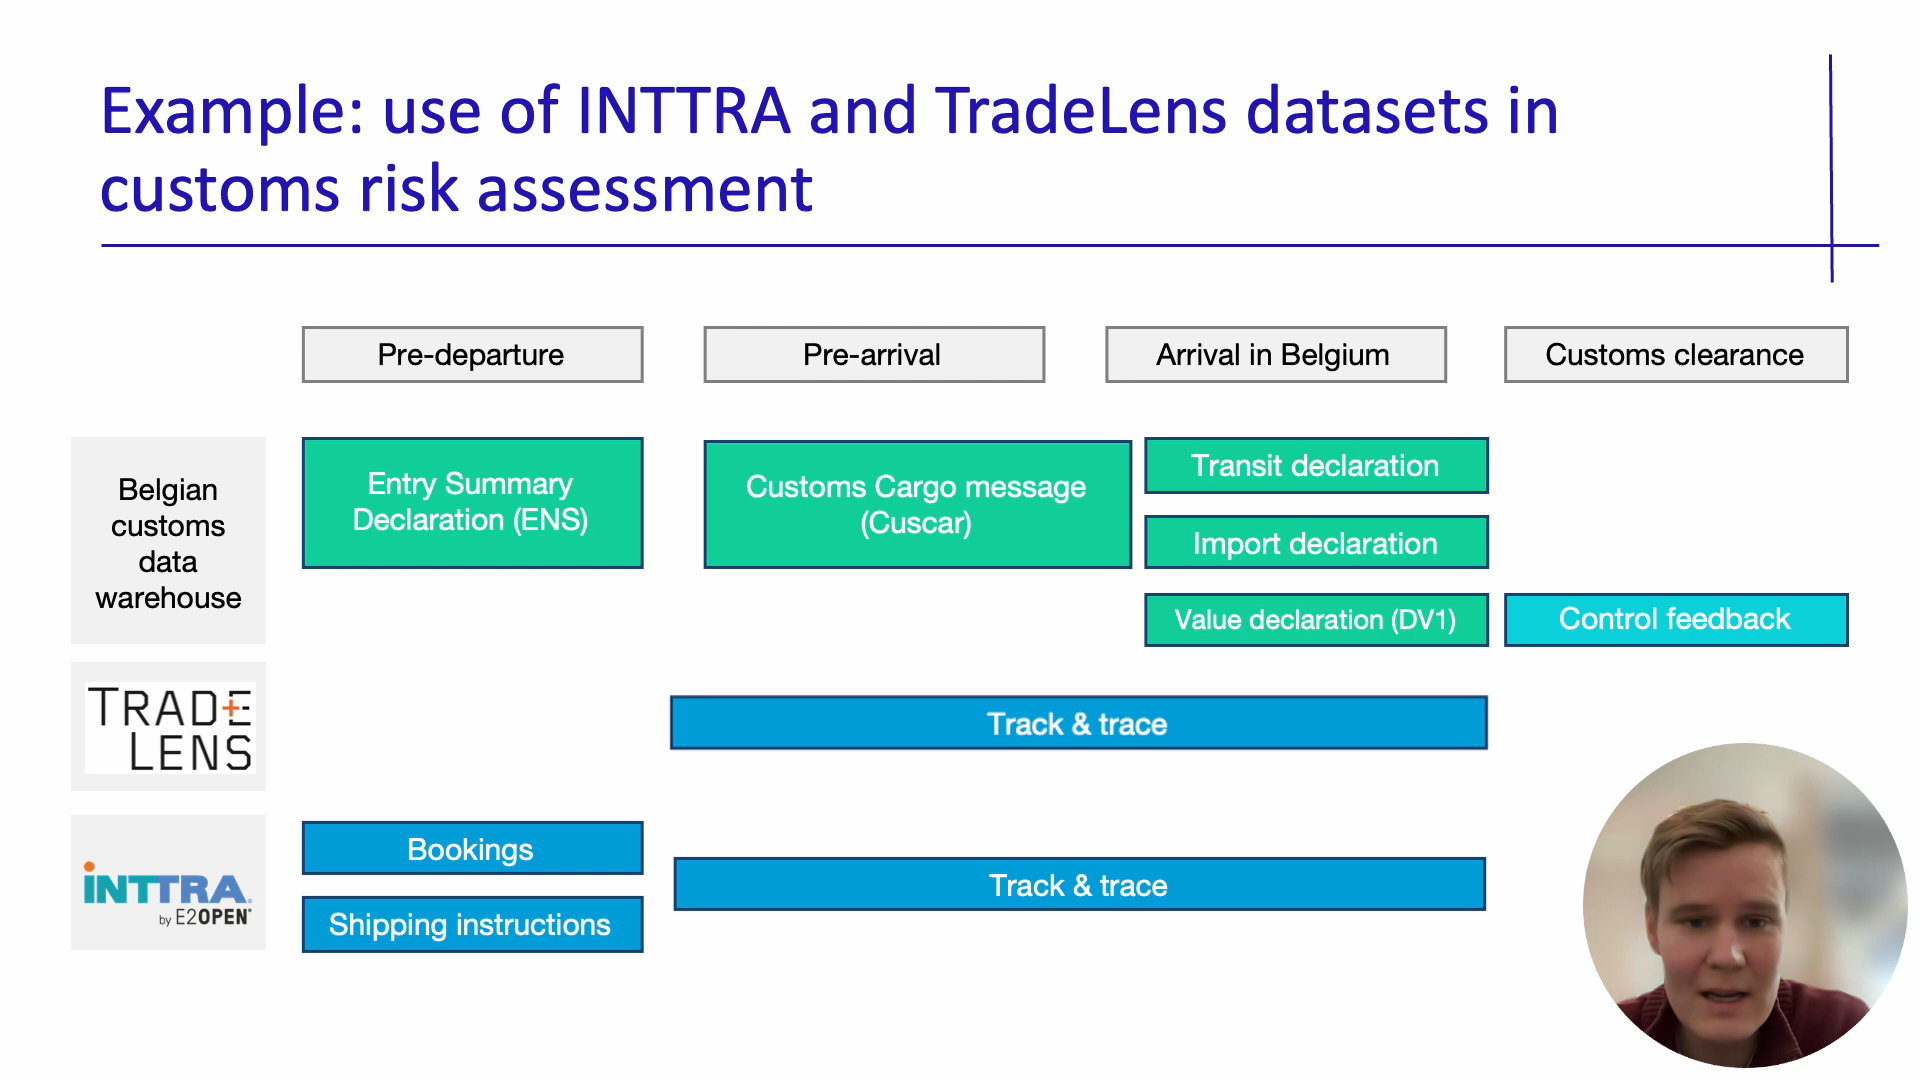 Example: use of INTTRA and TradeLens datasets in
customs risk assessment
Pre-departure
Pre-arrival
Arrival in Belgium
Customs clearance
Belgian
customs
data
warehouse
Entry Summary
Declaration (ENS)
Customs Cargo message
(Cuscar)
Transit declaration
Import declaration
Value declaration (DV1)
Control feedback
TRADE
LENS
Track & trace
INTTRA
by E2OPEN
Bookings
Shipping instructions
Track & trace